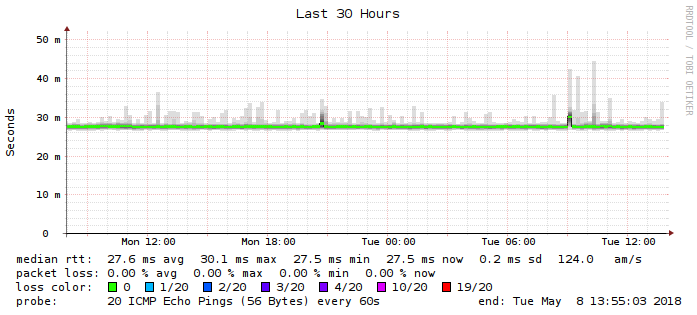 Last 30 Hours
RRDTOOL / TOBI OETIKER
Seconds
50 m
40 m
30 m
20 m
10 m
0
Mon 12:00 Mon 18:00 Tue 00:00 Tue 06:00 Tue 12:00
median rtt: 27.6 ms avg 30.1 ms max 27.5 ms min 27.5 ms now 0.2 ms sd 124.0 am/s
packet loss: 0.00 % avg 0.00 % max 0.00 % min 0.00 % now
loss color: 0 1/20 2/20 3/20 4/20 10/20 19/20
probe: 20 ICMP Echo Pings (56 Bytes) every 60s end: Tue May 8 13:55:03 2018